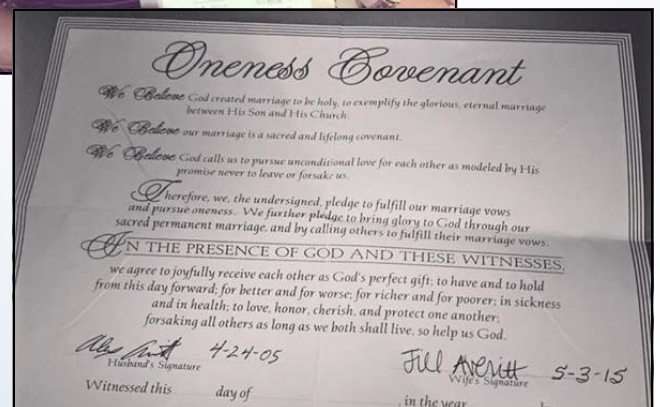 Oneness Covenant
We Believe God created marriage to be holy, to exemplify the glorious, eternal marriage
between His Son and His Church.
We Believe our marriage is a sacred and lifelong covenant.
We Believe God calls us to pursue unconditional love for each other as modeled by His
promise never to leave or forsake us.
Therefore, we, the undersigned, pledge to fulfill our marriage vows
and pursue oneness. We further pledge to bring glory to God through our
sacred permanent marriage, and by calling others to fulfill their marriage vows.
IN THE PRESENCE OF GOD AND THESE WITNESSES,
we agree to joyfully receive each other as God's perfect gift; to have and to hold
from this day forward; for better and for worse; for richer and for poorer; in sickness
and in health; to love, honor, cherish, and protect one another;
forsaking all others as long as we both shall live, so help us God.
4-24-05 Jill Averitt 5-3-15
Husband's Signature Wife's Signature
Witnessed this day of , in the year